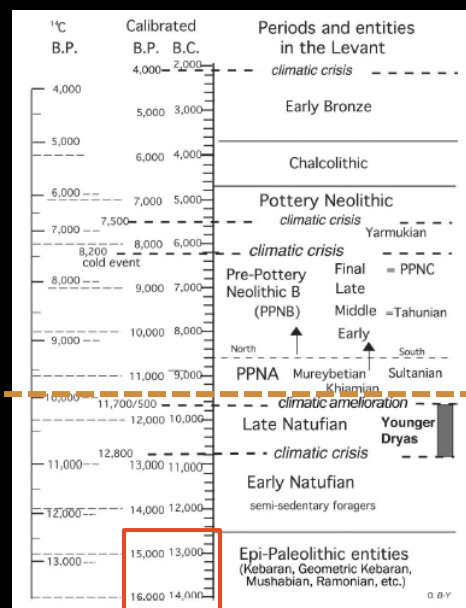 ¹⁴C Calibrated Periods and entities
B.P. B.P. B.C. in the Levant
2,000
4,000 climatic crisis
4,000
5,000 3,000 Early Bronze
5,000
6,000 4,000 Chalcolithic
6,000
7,000 5,000 Pottery Neolithic
7,500 climatic crisis
7,000 Yarmukian
8,000 6,000
8,200 climatic crisis
cold event
8,000
Pre-Pottery Final = PPNC
9,000 7,000 Neolithic B Late
(PPNB) Middle =Tahunian
10,000 8,000 Early
9,000
North South
11,000 9,000 PPNA Mureybetian Sultanian
Khiamian
10,000
11,700/500 climatic amelioration
12,000 10,000 Late Natufian Younger
Dryas
12,800 climatic crisis
11,000 13,000 11,000
Early Natufian
14,000 12,000 semi-sedentary foragers
12,000
15,000 13,000 Epi-Paleolithic entities
13.000 (Kebaran, Geometric Kebaran,
Mushabian, Ramonian, etc.)
16,000 14,000 O. B-Y